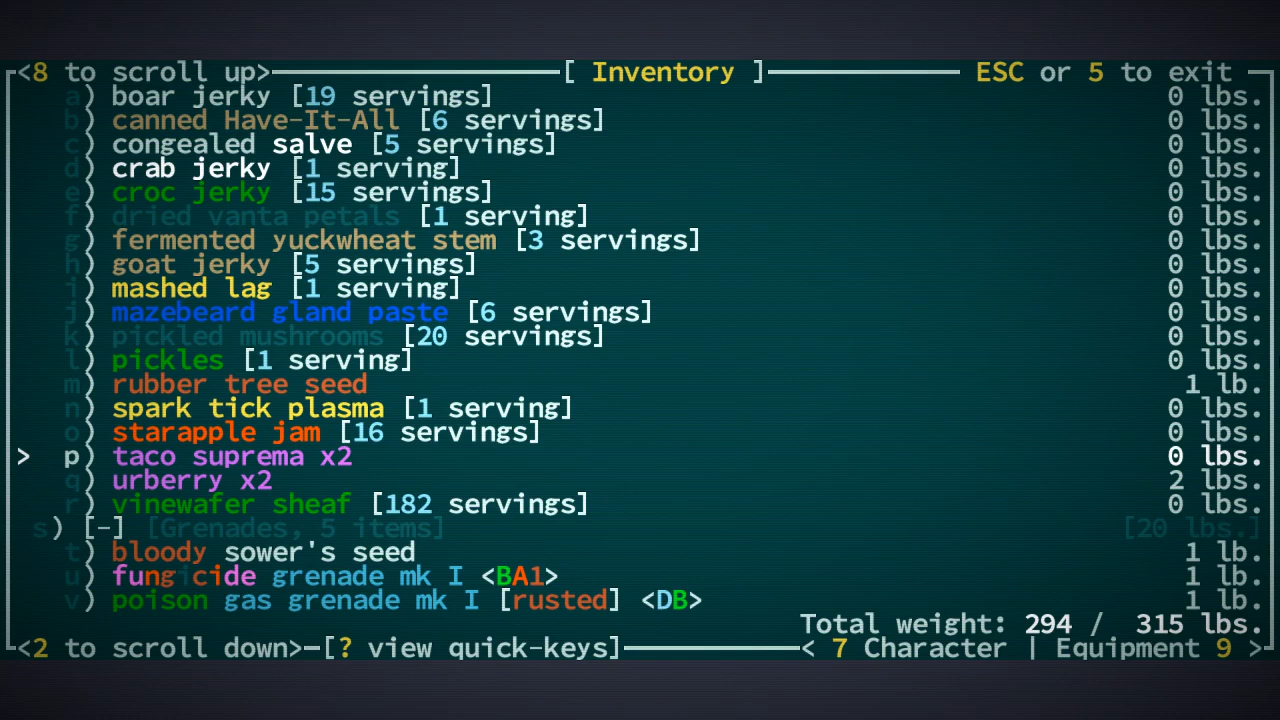 <8 to scroll up> [ Inventory ] ESC or 5 to exit
a) boar jerky [19 servings] 0 lbs.
b) canned Have-It-All [6 servings] 0 lbs.
c) congealed salve [5 servings] 0 lbs.
d) crab jerky [1 serving] 0 lbs.
e) croc jerky [15 servings] 0 lbs.
f) dried vanta petals [1 serving] 0 lbs.
g) fermented yuckwheat stem [3 servings] 0 lbs.
h) goat jerky [5 servings] 0 lbs.
i) mashed lag [1 serving] 0 lbs.
j) mazebeard gland paste [6 servings] 0 lbs.
k) pickled mushrooms [20 servings] 0 lbs.
l) pickles [1 serving] 0 lbs.
m) rubber tree seed 1 lb.
n) spark tick plasma [1 serving] 0 lbs.
o) starapple jam [16 servings] 0 lbs.
> p) taco suprema x2 0 lbs.
q) urberry x2 2 lbs.
r) vinewafer sheaf [182 servings] 0 lbs.
s) [-] [Grenades, 5 items] [20 lbs.]
t) bloody sower's seed 1 lb.
u) fungicide grenade mk I <BA1> 1 lb.
v) poison gas grenade mk I [rusted] <DB> 1 lb.
Total weight: 294 / 315 lbs.
<2 to scroll down> [? view quick-keys] < 7 Character | Equipment 9 >